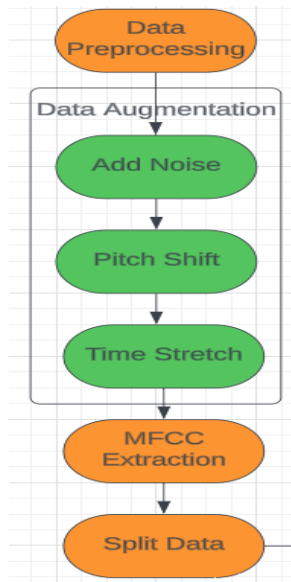 Data
Preprocessing
Data Augmentation
Add Noise
Pitch Shift
Time Stretch
MFCC
Extraction
Split Data